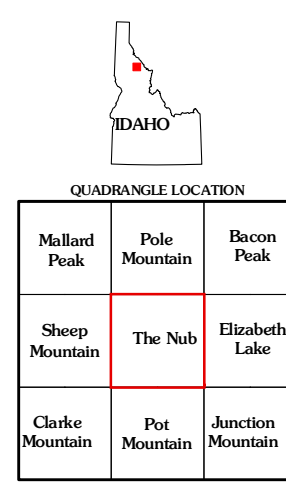 IDAHO
QUADRANGLE LOCATION
Mallard
Peak
Pole
Mountain
Bacon
Peak
Sheep
Mountain
The Nub
Elizabeth
Lake
Clarke
Mountain
Pot
Mountain
Junction
Mountain